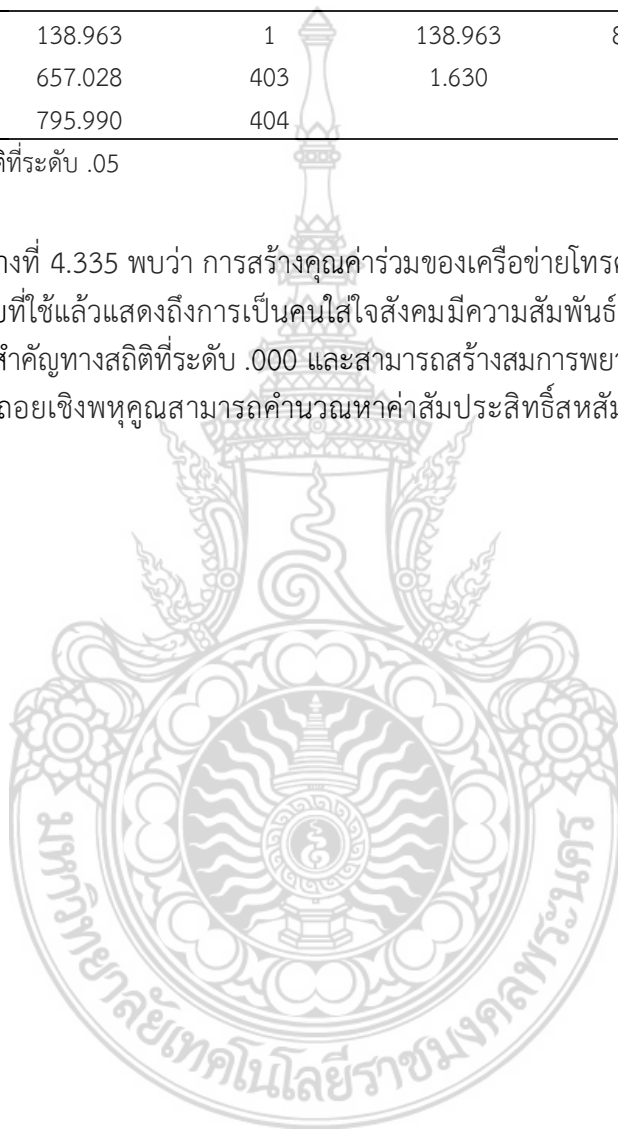 138.963 1 138.963 8
657.028 403 1.630
795.990 404
ติที่ระดับ .05
างที่ 4.335 พบว่า การสร้างคุณค่าร่วมของเครือข่ายโทรศ
ยที่ใช้แล้วแสดงถึงการเป็นคนใส่ใจสังคมมีความสัมพันธ์
สำคัญทางสถิติที่ระดับ .000 และสามารถสร้างสมการพยา
ถอยเชิงพหุคูณสามารถคำนวณหาค่าสัมประสิทธิ์สหสัม
มหาวิทยาลัยเทคโนโลยีราชมงคลพระนคร